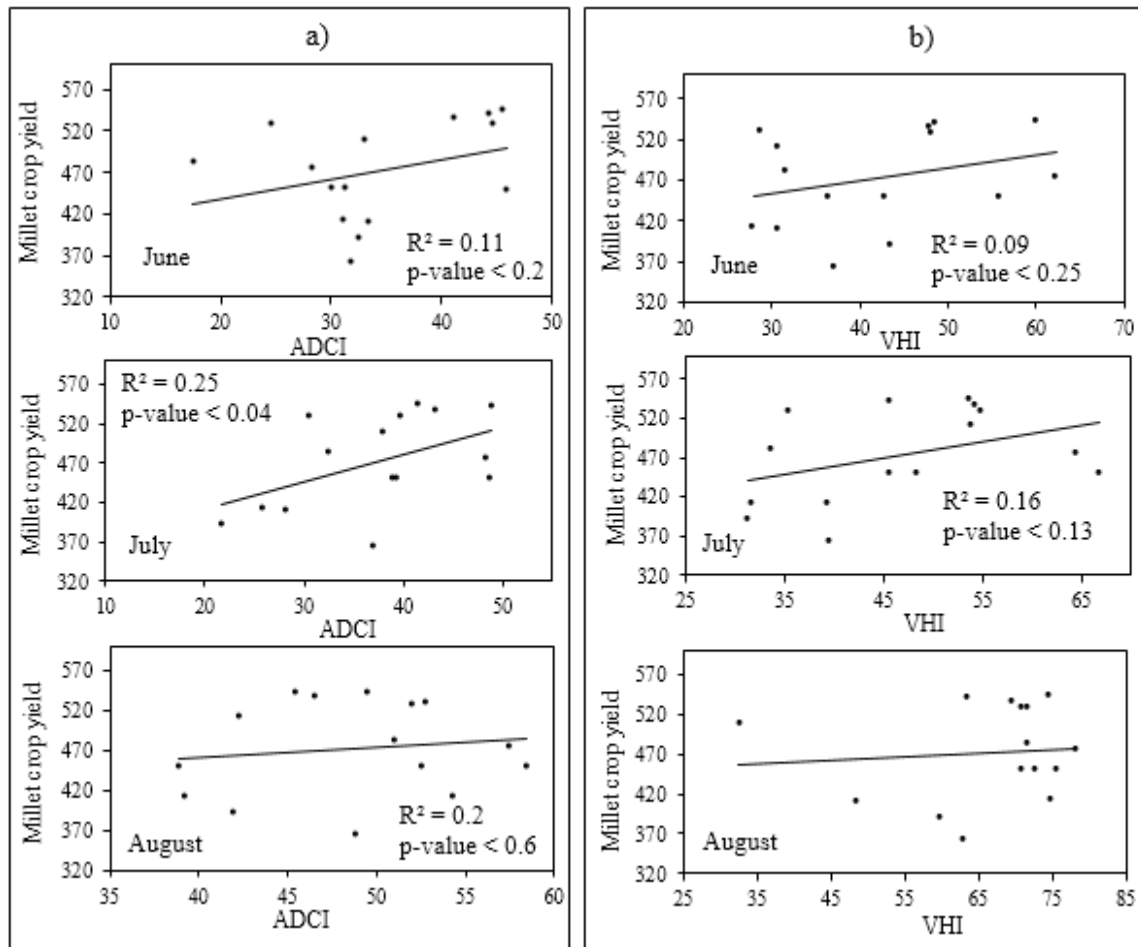 a)
Millet crop yield
570
520
470
420
370
320
June
R² = 0.11
p-value < 0.2
10 20 30 40 50
ADCI
Millet crop yield
570
520
470
420
370
320
R² = 0.25
p-value < 0.04
July
10 20 30 40 50
ADCI
Millet crop yield
570
520
470
420
370
320
August
R² = 0.2
p-value < 0.6
35 40 45 50 55 60
ADCI
b)
Millet crop yield
570
520
470
420
370
320
June
R² = 0.09
p-value < 0.25
20 30 40 50 60 70
VHI
Millet crop yield
570
520
470
420
370
320
July
R² = 0.16
p-value < 0.13
25 35 45 55 65
VHI
Millet crop yield
570
520
470
420
370
320
August
25 35 45 55 65 75 85
VHI